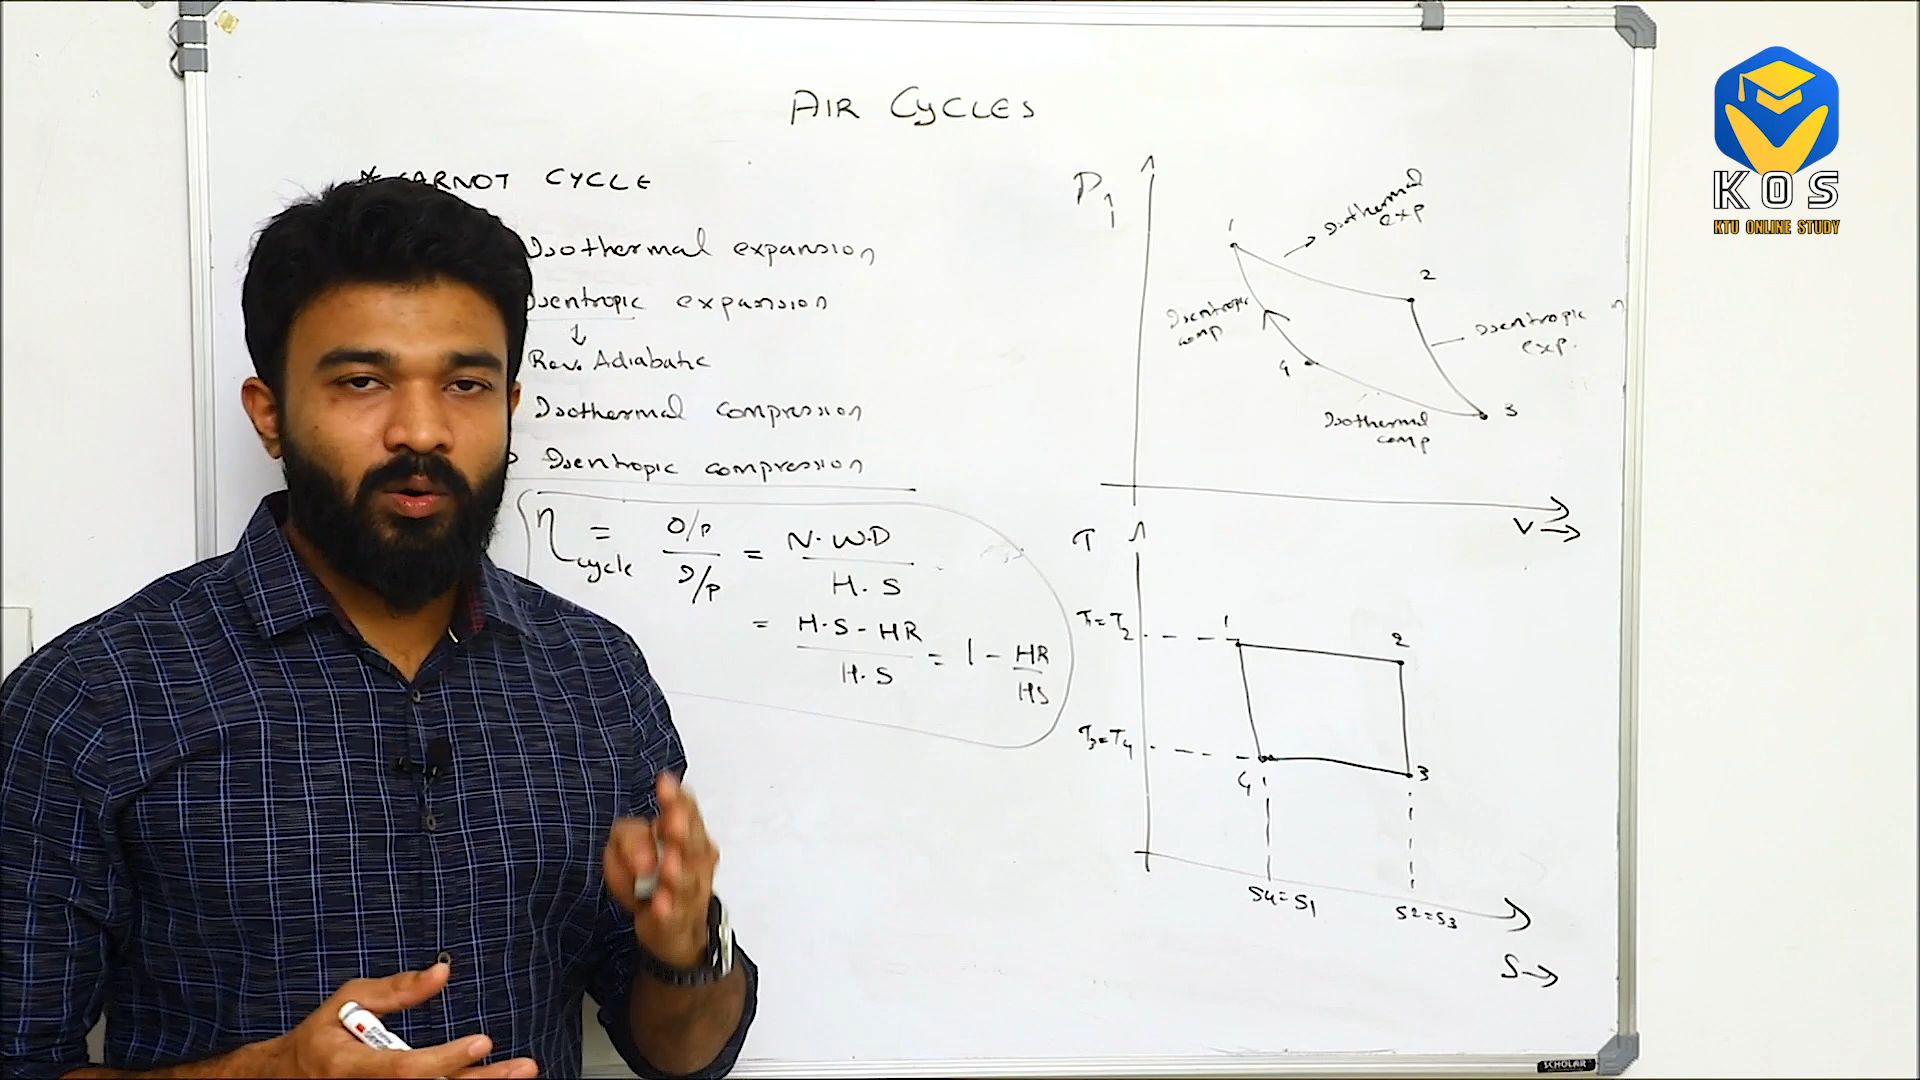 AIR CYCLES
* CARNOT CYCLE
Isothermal expansion
Isentropic expansion
↓
Rev. Adiabatic
Isothermal compression
Isentropic compression
η cycle = O/P / I/P = N.W.D / H.S
= H.S - HR / H.S = 1 - HR / HS
P↑
1
Isothermal
exp
2
Isentropic
comp
Isentropic
exp.
4
3
Isothermal
comp
V→
T
T1=T2
1
2
T3=T4
4
3
S4=S1
S2=S3
S→
KOS
KTU ONLINE STUDY
SCHOLAR